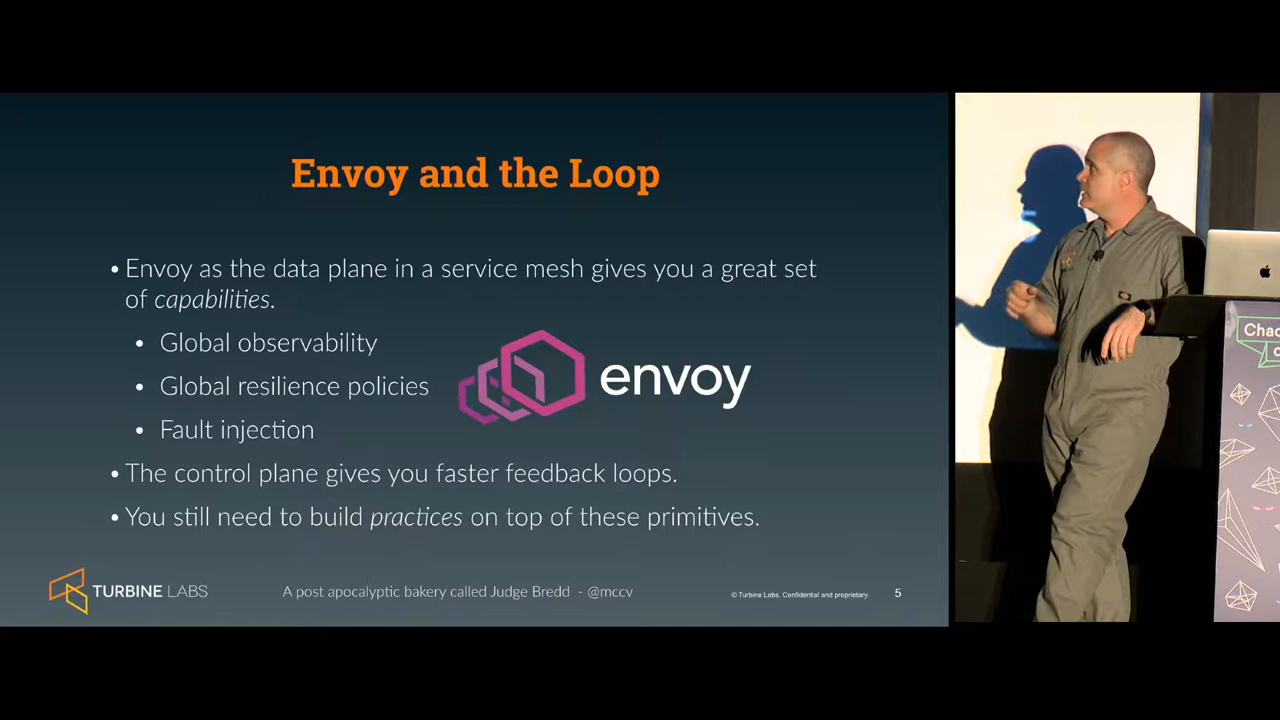 Envoy and the Loop
• Envoy as the data plane in a service mesh gives you a great set
of capabilities.
• Global observability
• Global resilience policies
• Fault injection
envoy
• The control plane gives you faster feedback loops.
• You still need to build practices on top of these primitives.
TURBINE LABS
A post apocalyptic bakery called Judge Bredd - @mccv
© Turbine Labs. Confidential and proprietary.
5